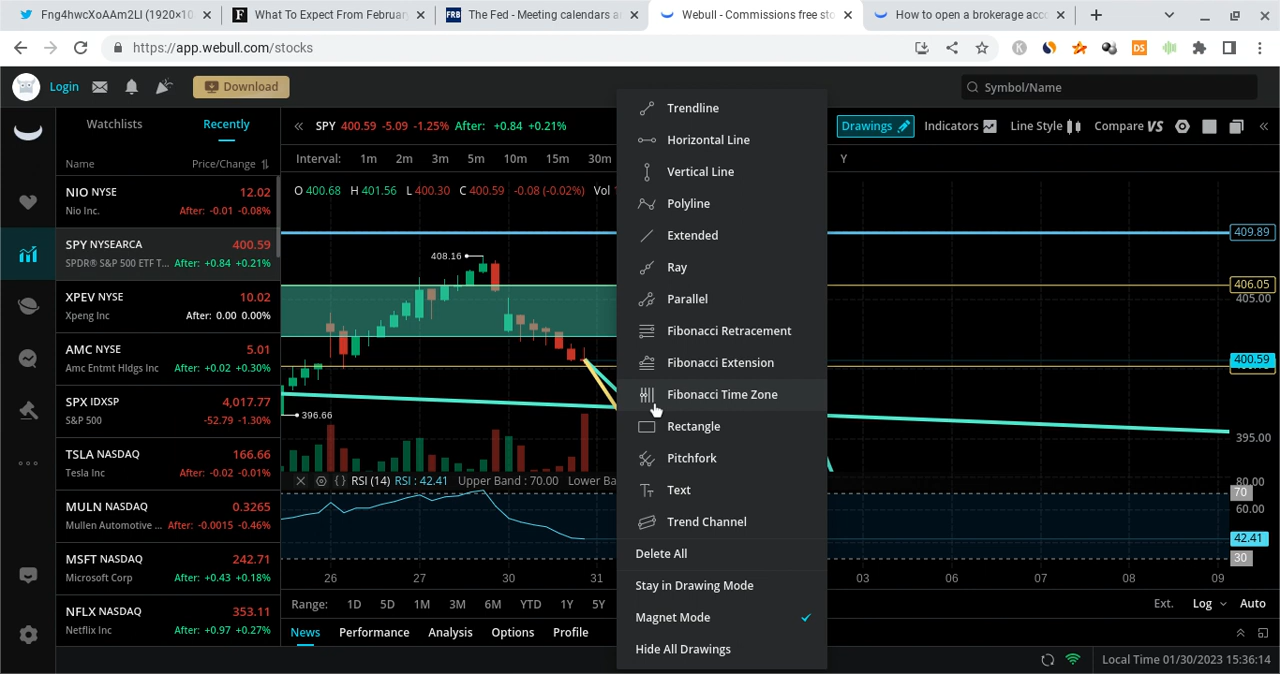 Fng4hwcXoAAm2LI (1920×10
What To Expect From Februar
FRB The Fed - Meeting calendars a
Webull - Commissions free sto
How to open a brokerage acco
https://app.webull.com/stocks
Login
Download
Symbol/Name
Watchlists
Recently
Name Price/Change
NIO NYSE 12.02
Nio Inc. After: -0.01 -0.08%
SPY NYSEARCA 400.59
SPDR® S&P 500 ETF T... After: +0.84 +0.21%
XPEV NYSE 10.02
Xpeng Inc After: 0.00 0.00%
AMC NYSE 5.01
Amc Entmt Hldgs Inc After: +0.02 +0.30%
SPX IDXSP 4,017.77
S&P 500 -52.79 -1.30%
TSLA NASDAQ 166.66
Tesla Inc After: -0.02 -0.01%
MULN NASDAQ 0.3265
Mullen Automotive ... After: -0.0015 -0.46%
MSFT NASDAQ 242.71
Microsoft Corp After: +0.43 +0.18%
NFLX NASDAQ 353.11
Netflix Inc After: +0.97 +0.27%
SPY 400.59 -5.09 -1.25% After: +0.84 +0.21%
Drawings Indicators Line Style Compare VS
Interval: 1m 2m 3m 5m 10m 15m 30m Y
O 400.68 H 401.56 L 400.30 C 400.59 -0.08 (-0.02%) Vol
408.16
396.66
409.89
406.05
405.00
400.59
395.00
RSI (14) RSI : 42.41 Upper Band : 70.00 Lower Ba
80.00
70
60.00
42.41
30
26 27 30 31 03 06 07 08 09
Range: 1D 5D 1M 3M 6M YTD 1Y 5Y
Ext. Log Auto
News Performance Analysis Options Profile
Local Time 01/30/2023 15:36:14
Trendline
Horizontal Line
Vertical Line
Polyline
Extended
Ray
Parallel
Fibonacci Retracement
Fibonacci Extension
Fibonacci Time Zone
Rectangle
Pitchfork
Text
Trend Channel
Delete All
Stay in Drawing Mode
Magnet Mode
Hide All Drawings